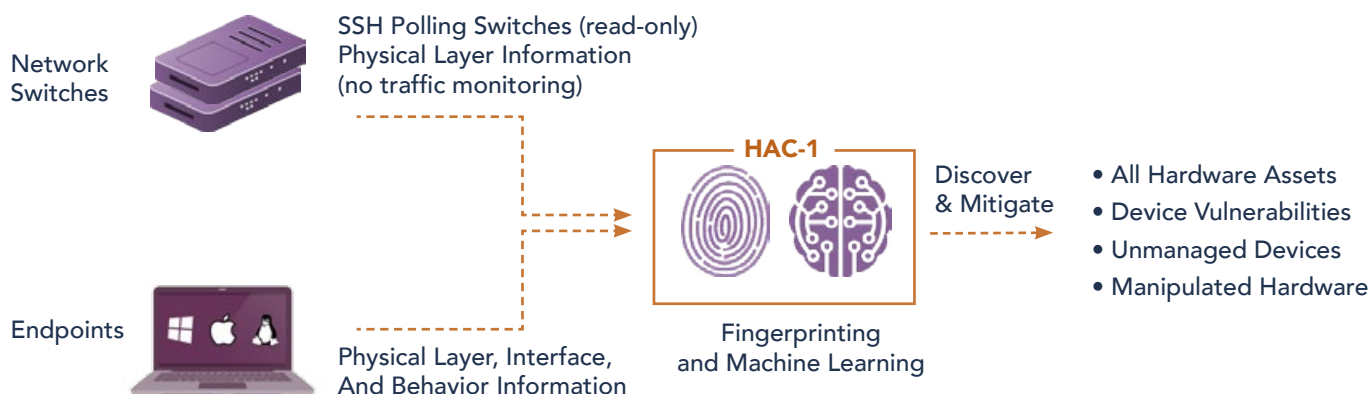 Network
Switches
SSH Polling Switches (read-only)
Physical Layer Information
(no traffic monitoring)
HAC-1
Discover
& Mitigate
• All Hardware Assets
• Device Vulnerabilities
• Unmanaged Devices
• Manipulated Hardware
Fingerprinting
and Machine Learning
Endpoints
Physical Layer, Interface,
And Behavior Information